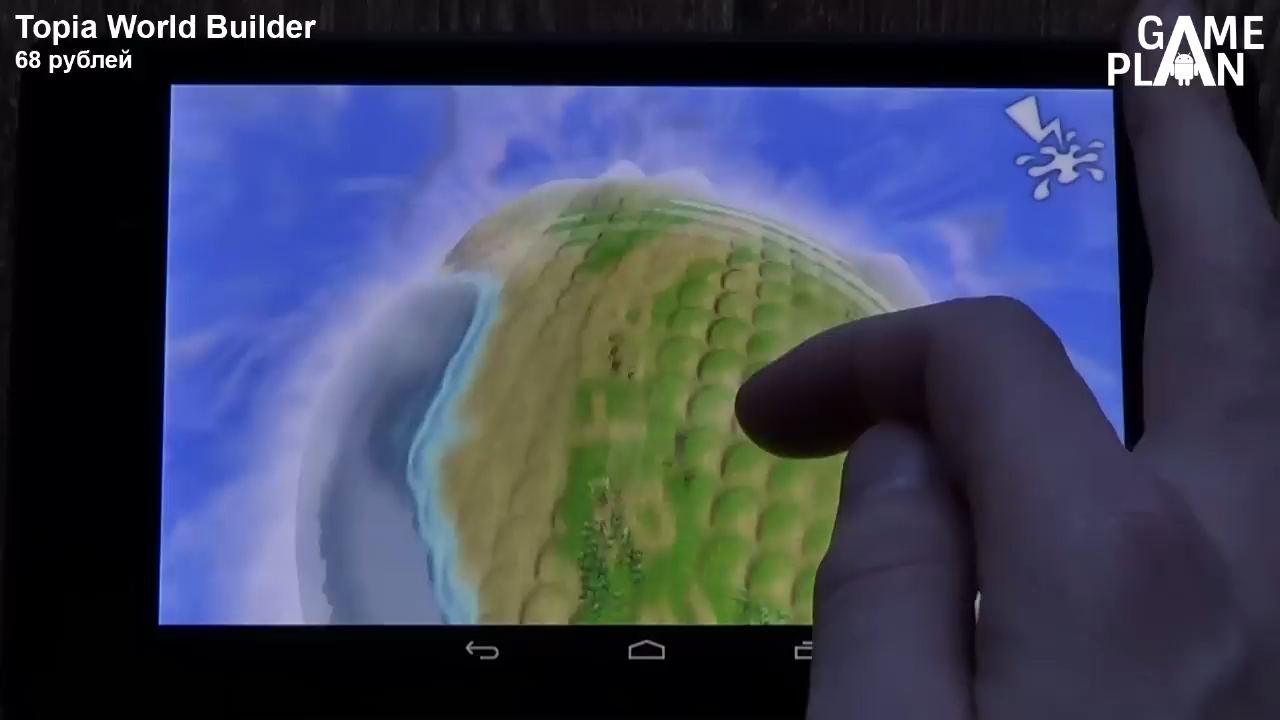 Topia World Builder
68 рублей
GAME
PLAN